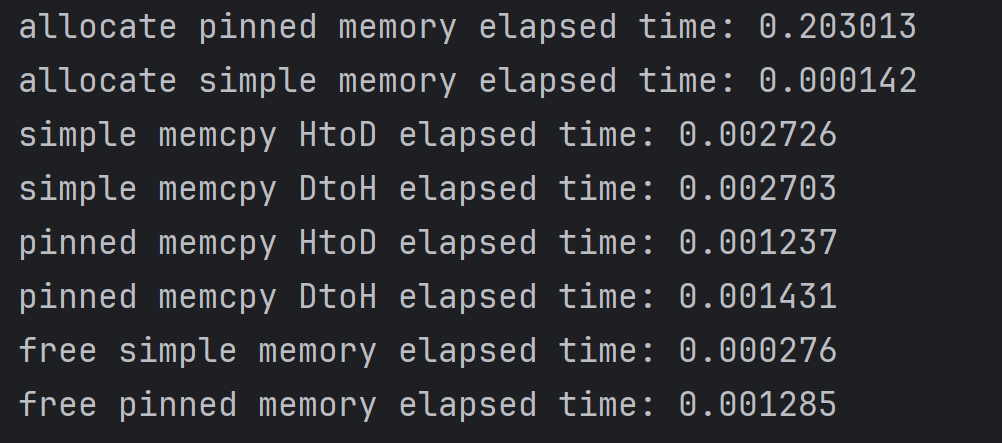 allocate pinned memory elapsed time: 0.203013
allocate simple memory elapsed time: 0.000142
simple memcpy HtoD elapsed time: 0.002726
simple memcpy DtoH elapsed time: 0.002703
pinned memcpy HtoD elapsed time: 0.001237
pinned memcpy DtoH elapsed time: 0.001431
free simple memory elapsed time: 0.000276
free pinned memory elapsed time: 0.001285